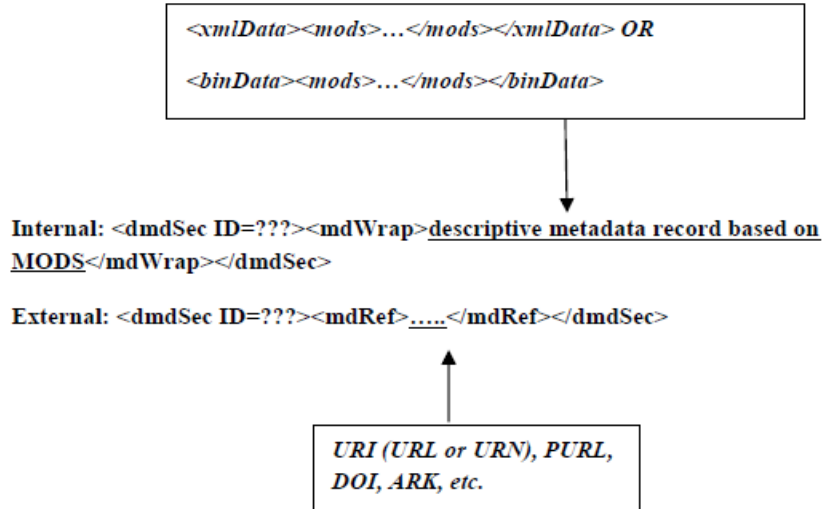 <xmlData><mods>…</mods></xmlData> OR
<binData><mods>…</mods></binData>
Internal: <dmdSec ID=???><mdWrap>descriptive metadata record based on
MODS</mdWrap></dmdSec>
External: <dmdSec ID=???><mdRef>…..</mdRef></dmdSec>
URI (URL or URN), PURL,
DOI, ARK, etc.